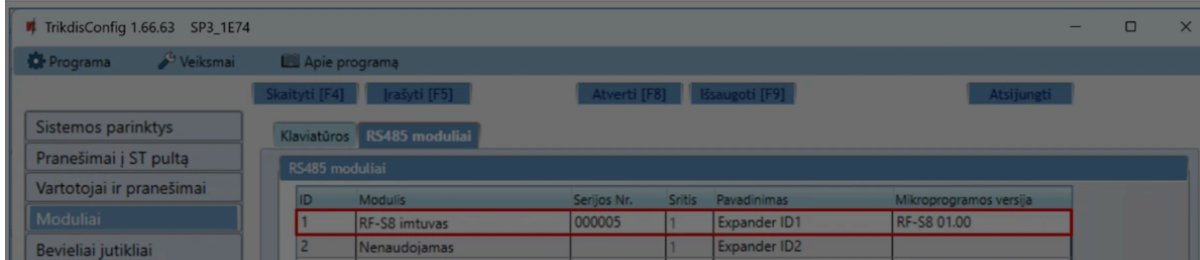 TrikdisConfig 1.66.63 SP3_1E74
Programa Veiksmai Apie programą
Skaityti [F4] Įrašyti [F5] Atverti [F8] Išsaugoti [F9] Atsijungti
Sistemos parinktys
Pranešimai į ST pultą
Vartotojai ir pranešimai
Moduliai
Bevieliai jutikliai
Klaviatūros RS485 moduliai
RS485 moduliai
ID Modulis Serijos Nr. Sritis Pavadinimas Mikroprogramos versija
1 RF-S8 imtuvas 000005 1 Expander ID1 RF-S8 01.00
2 Nenaudojamas 1 Expander ID2